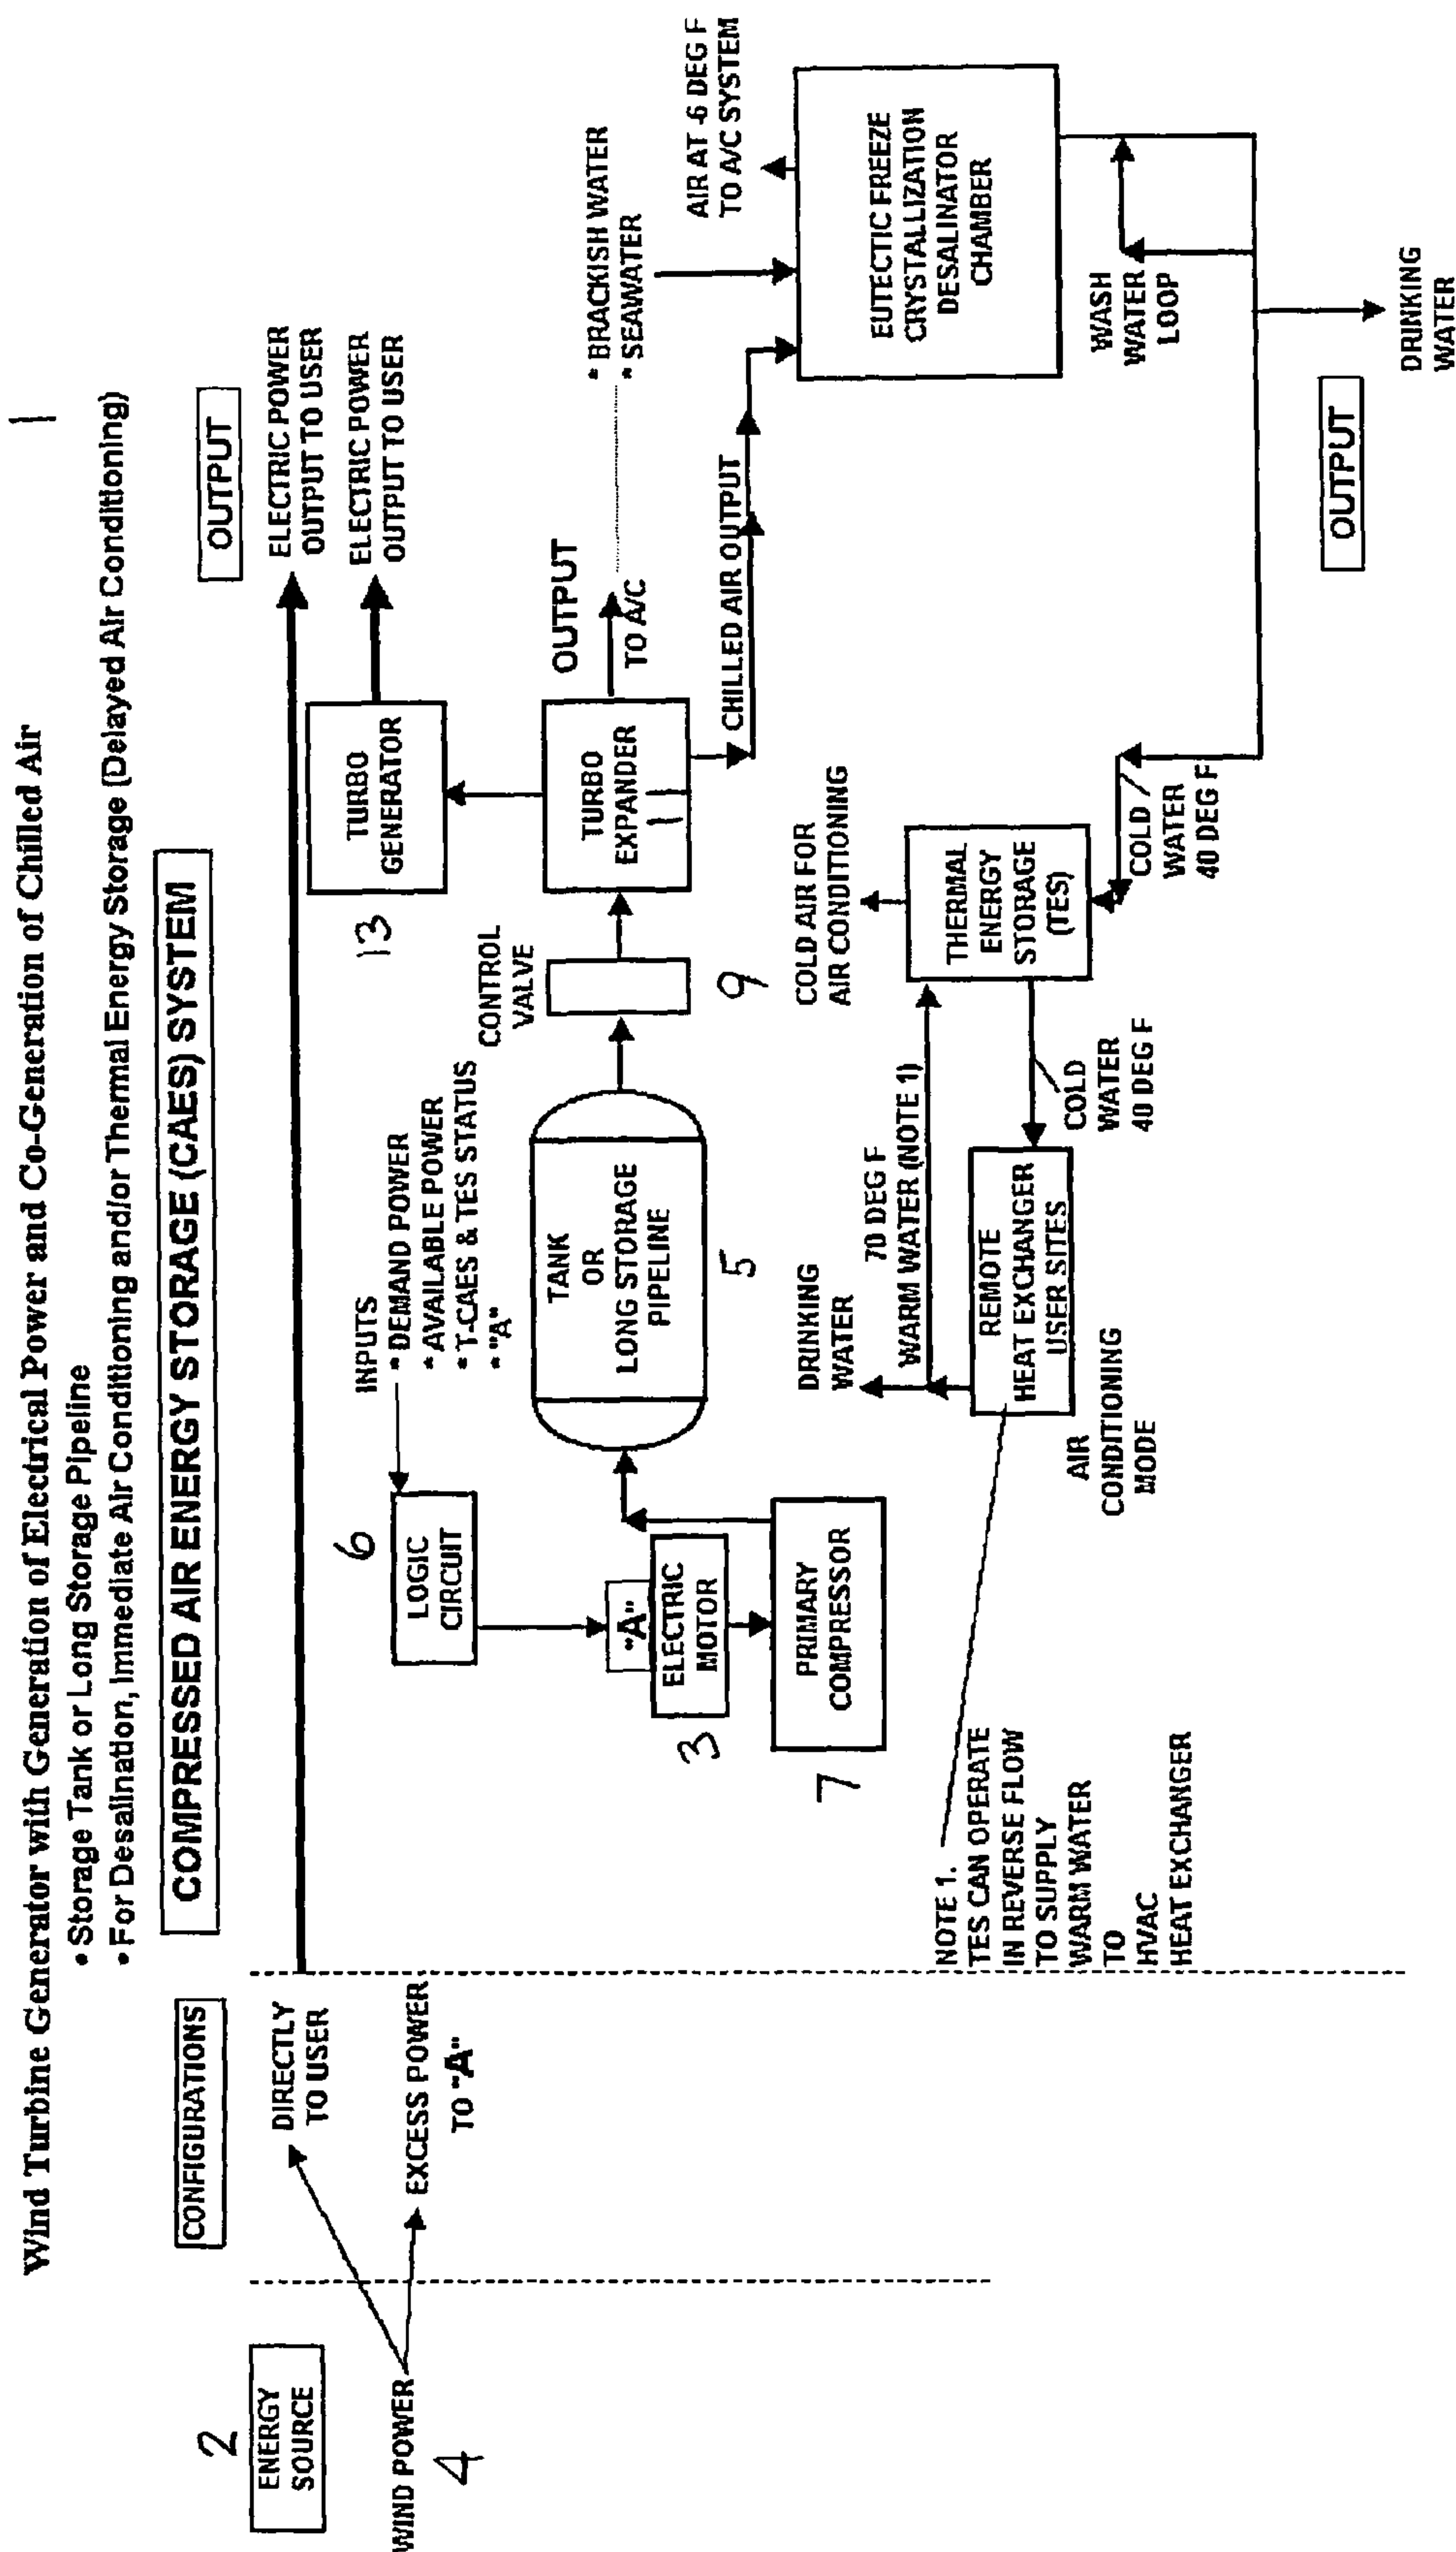 Wind Turbine Generator with Generation of Electrical Power and Co-Generation of Chilled Air
1
• Storage Tank or Long Storage Pipeline
• For Desalination, Immediate Air Conditioning and/or Thermal Energy Storage (Delayed Air Conditioning)
COMPRESSED AIR ENERGY STORAGE (CAES) SYSTEM
2
ENERGY
SOURCE
WIND POWER
4
CONFIGURATIONS
DIRECTLY
TO USER
EXCESS POWER
TO "A"
OUTPUT
ELECTRIC POWER
OUTPUT TO USER
ELECTRIC POWER
OUTPUT TO USER
6
LOGIC
CIRCUIT
INPUTS
* DEMAND POWER
* AVAILABLE POWER
* T-CAES & TES STATUS
* "A"
"A"
ELECTRIC
MOTOR
3
PRIMARY
COMPRESSOR
7
TANK
OR
LONG STORAGE
PIPELINE
5
CONTROL
VALVE
9
TURBO
GENERATOR
13
TURBO
EXPANDER
11
OUTPUT
TO A/C
* BRACKISH WATER
* SEAWATER
CHILLED AIR OUTPUT
AIR AT -6 DEG F
TO A/C SYSTEM
EUTECTIC FREEZE
CRYSTALLIZATION
DESALINATOR
CHAMBER
WASH
WATER
LOOP
DRINKING
WATER
OUTPUT
COLD
WATER
40 DEG F
COLD AIR FOR
AIR CONDITIONING
THERMAL
ENERGY
STORAGE
(TES)
COLD
WATER
40 DEG F
70 DEG F
WARM WATER (NOTE 1)
DRINKING
WATER
REMOTE
HEAT EXCHANGER
USER SITES
AIR
CONDITIONING
MODE
NOTE 1.
TES CAN OPERATE
IN REVERSE FLOW
TO SUPPLY
WARM WATER
TO
HVAC
HEAT EXCHANGER